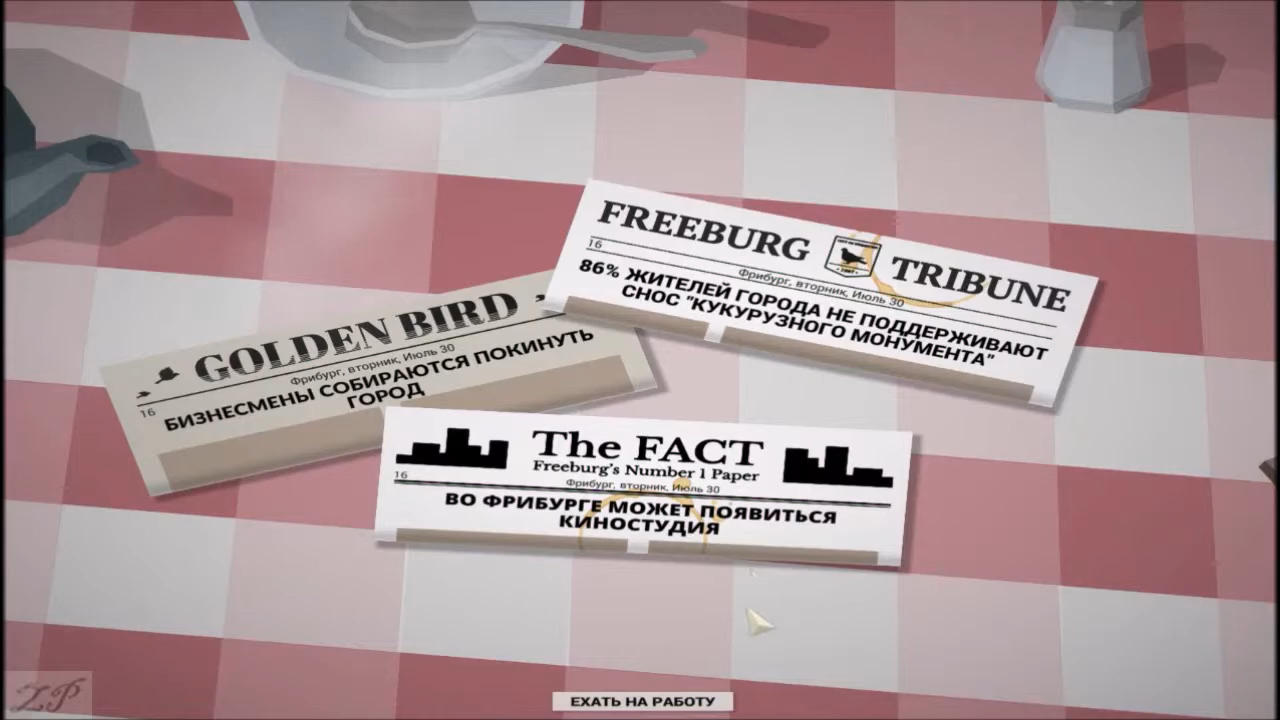 FREEBURG TRIBUNE
16
Фрибург, вторник, Июль 30
86% ЖИТЕЛЕЙ ГОРОДА НЕ ПОДДЕРЖИВАЮТ
СНОС "КУКУРУЗНОГО МОНУМЕНТА"
GOLDEN BIRD
Фрибург, вторник, Июль 30
16
БИЗНЕСМЕНЫ СОБИРАЮТСЯ ПОКИНУТЬ
ГОРОД
The FACT
Freeburg's Number 1 Paper
16
Фрибург, вторник, Июль 30
ВО ФРИБУРГЕ МОЖЕТ ПОЯВИТЬСЯ
КИНОСТУДИЯ
ZP
ЕХАТЬ НА РАБОТУ